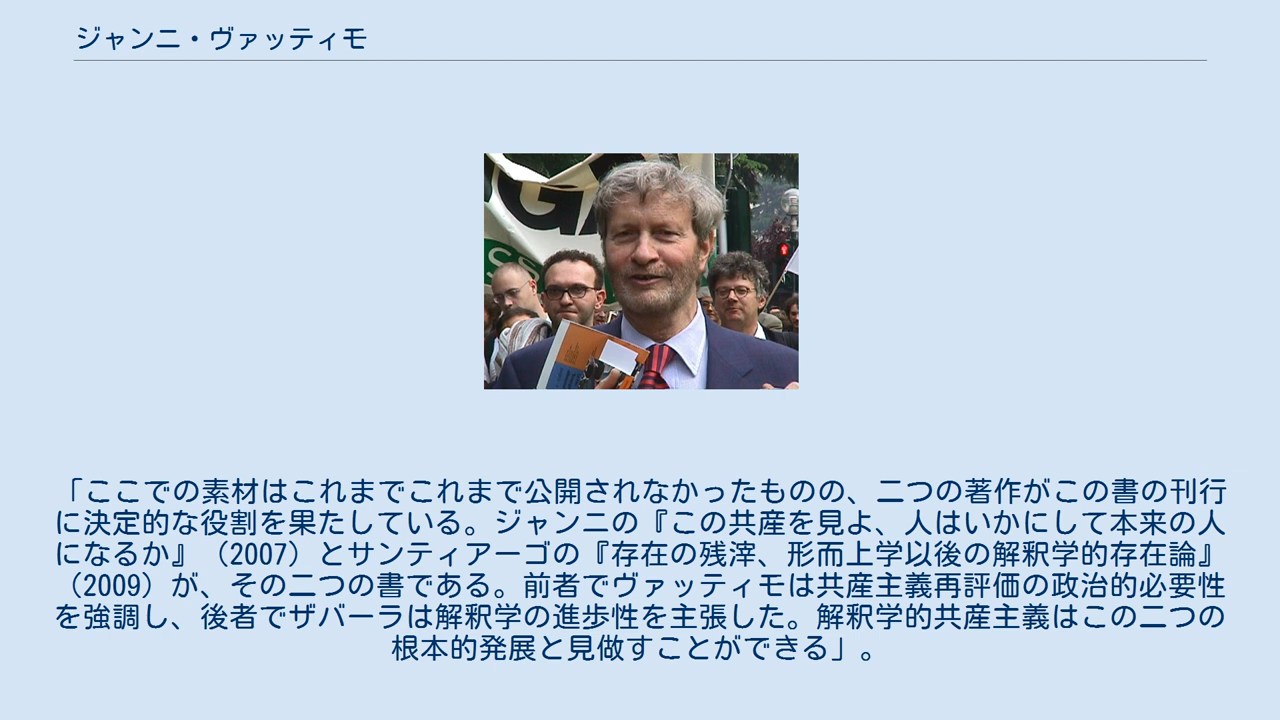 ジャンニ・ヴァッティモ
「ここでの素材はこれまでこれまで公開されなかったものの、二つの著作がこの書の刊行
に決定的な役割を果たしている。ジャンニの『この共産を見よ、人はいかにして本来の人
になるか』（2007）とサンティアーゴの『存在の残滓、形而上学以後の解釈学的存在論』
（2009）が、その二つの書である。前者でヴァッティモは共産主義再評価の政治的必要性
を強調し、後者でザバーラは解釈学の進歩性を主張した。解釈学的共産主義はこの二つの
根本的発展と見做すことができる」。